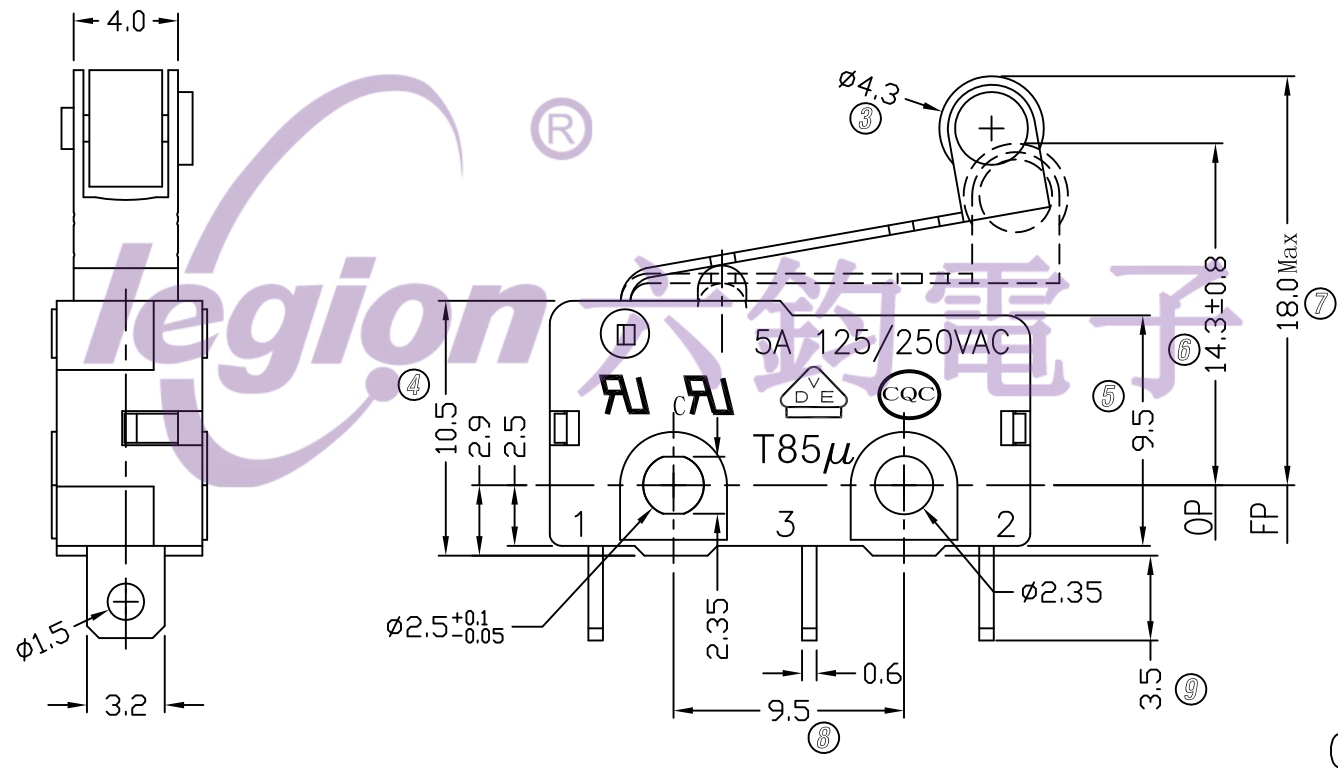 4.0
ø4.3
③
legion ®
六鈞電子
18.0Max
⑦
14.3±0.8
⑥
5A 125/250VAC
④
⑤
10.5
2.9
2.5
9.5
C
VDE
CQC
T85μ
1 3 2
OP
FP
ø1.5
3.2
ø2.5 +0.1 -0.05
2.35
ø2.35
0.6
9.5
⑧
3.5
⑨